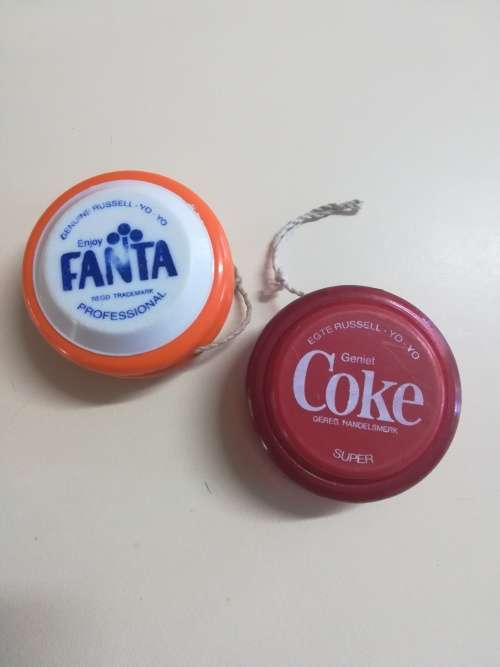 GENUINE RUSSELL - YO - YO
Enjoy
FANTA
REGD TRADEMARK
PROFESSIONAL
EGTE RUSSELL - YO - YO
Geniet
Coke
GEREG. HANDELSMERK
SUPER